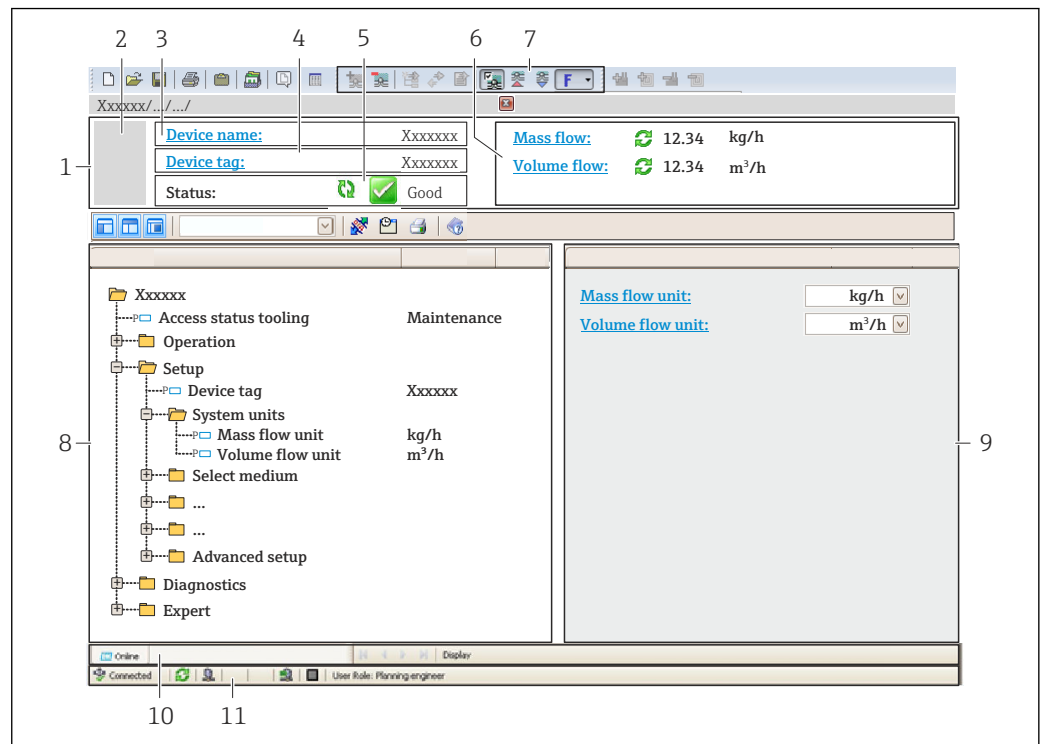 2 3 4 5 6 7
F
Xxxxxx/.../.../
1
Device name: Xxxxxxx
Device tag: Xxxxxxx
Status: Good
Mass flow: 12.34 kg/h
Volume flow: 12.34 m³/h
Xxxxxx
P Access status tooling Maintenance
Operation
Setup
P Device tag Xxxxxx
System units
P Mass flow unit kg/h
P Volume flow unit m³/h
Select medium
...
...
Advanced setup
Diagnostics
Expert
8
Mass flow unit: kg/h
Volume flow unit: m³/h
9
Online Display
Connected User Role: Planning engineer
10 11